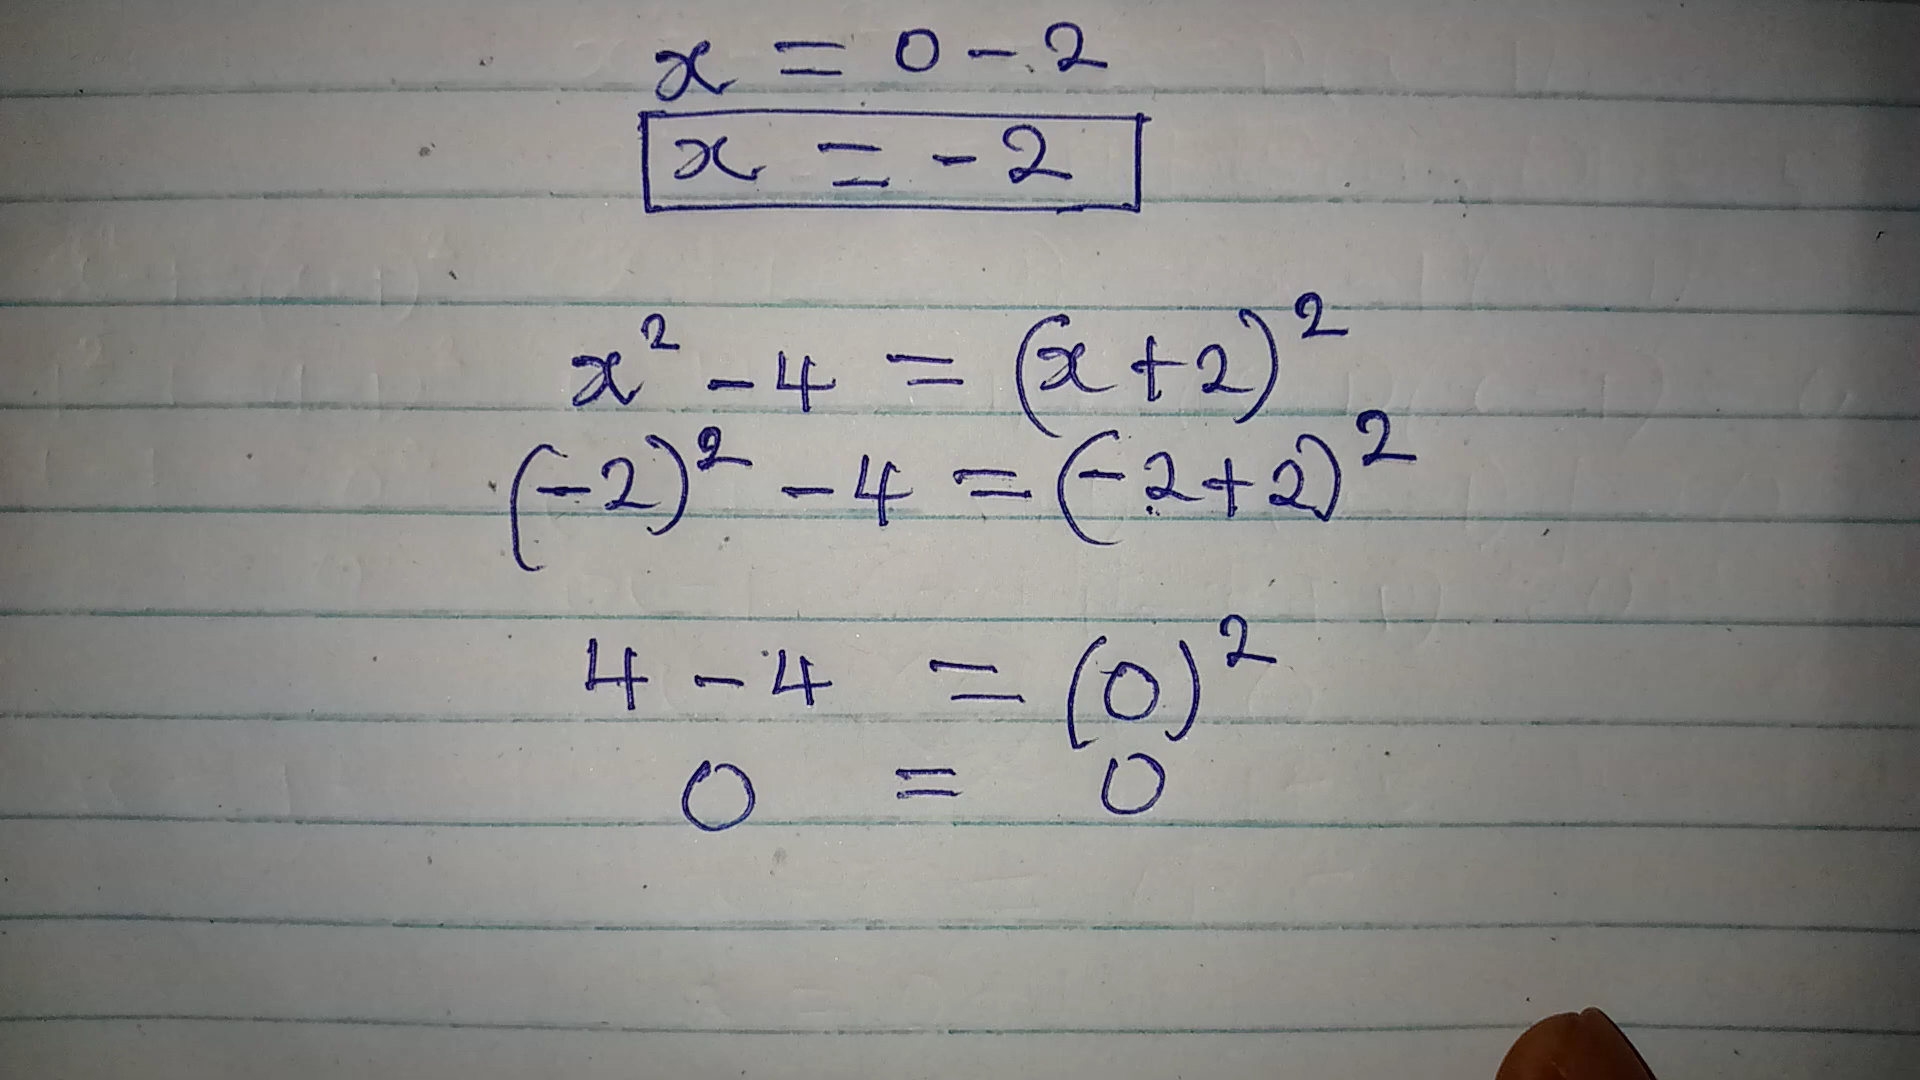 x = 0 - 2
x = -2
x² - 4 = (x + 2)²
(-2)² - 4 = (-2 + 2)²
4 - 4 = (0)²
0 = 0